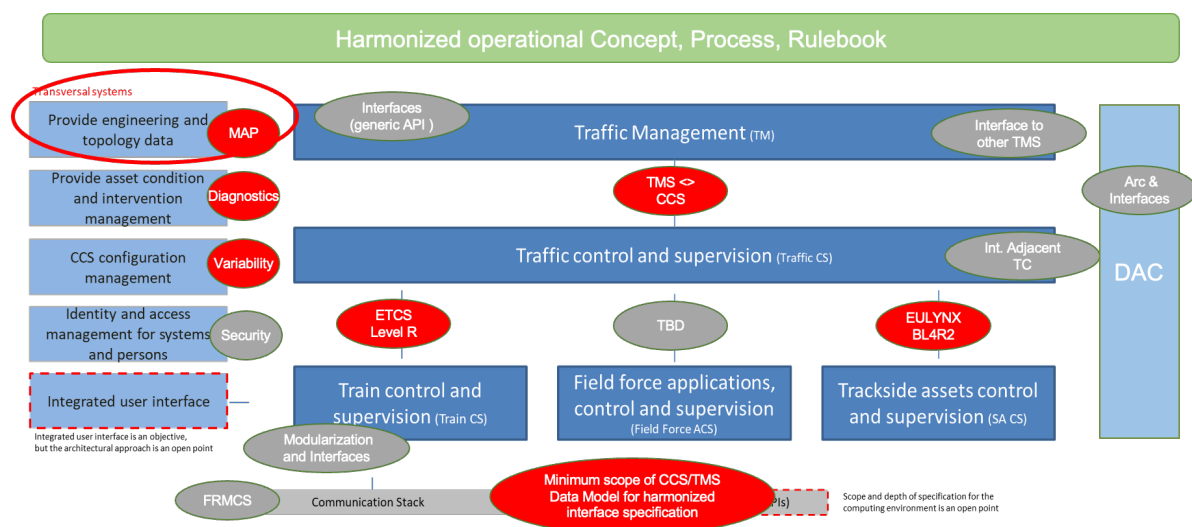 Harmonized operational Concept, Process, Rulebook
Transversal systems
Provide engineering and
topology data
MAP
Interfaces
(generic API )
Traffic Management (TM)
Interface to
other TMS
Provide asset condition
and intervention
management
Diagnostics
TMS <>
CCS
Arc &
Interfaces
CCS configuration
management
Variability
Traffic control and supervision (Traffic CS)
Int. Adjacent
TC
DAC
Identity and access
management for systems
and persons
Security
ETCS
Level R
TBD
EULYNX
BL4R2
Integrated user interface
Train control and
supervision (Train CS)
Field force applications,
control and supervision
(Field Force ACS)
Trackside assets control
and supervision (SA CS)
Integrated user interface is an objective,
but the architectural approach is an open point
Modularization
and Interfaces
FRMCS
Communication Stack
Minimum scope of CCS/TMS
Data Model for harmonized
interface specification
PIs)
Scope and depth of specification for the
computing environment is an open point